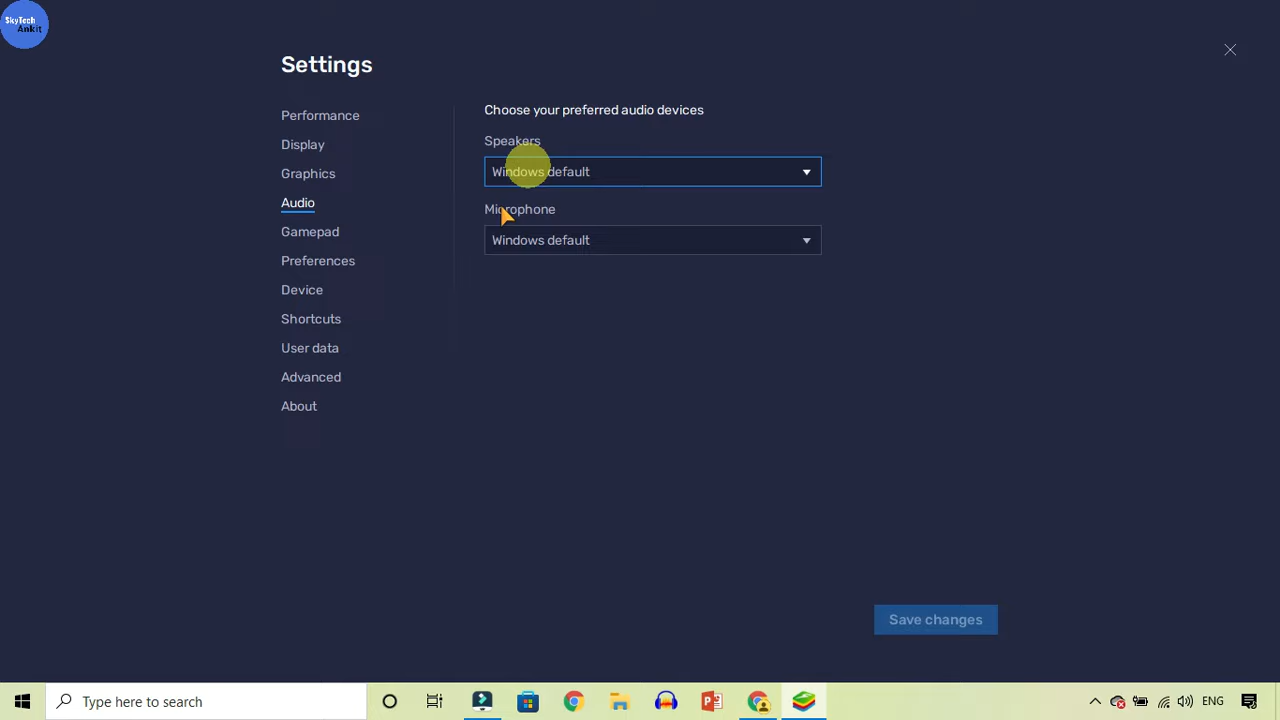 SkyTech
Ankit
Settings
Performance
Display
Graphics
Audio
Gamepad
Preferences
Device
Shortcuts
User data
Advanced
About
Choose your preferred audio devices
Speakers
Windows default
Microphone
Windows default
Save changes
Type here to search
ENG